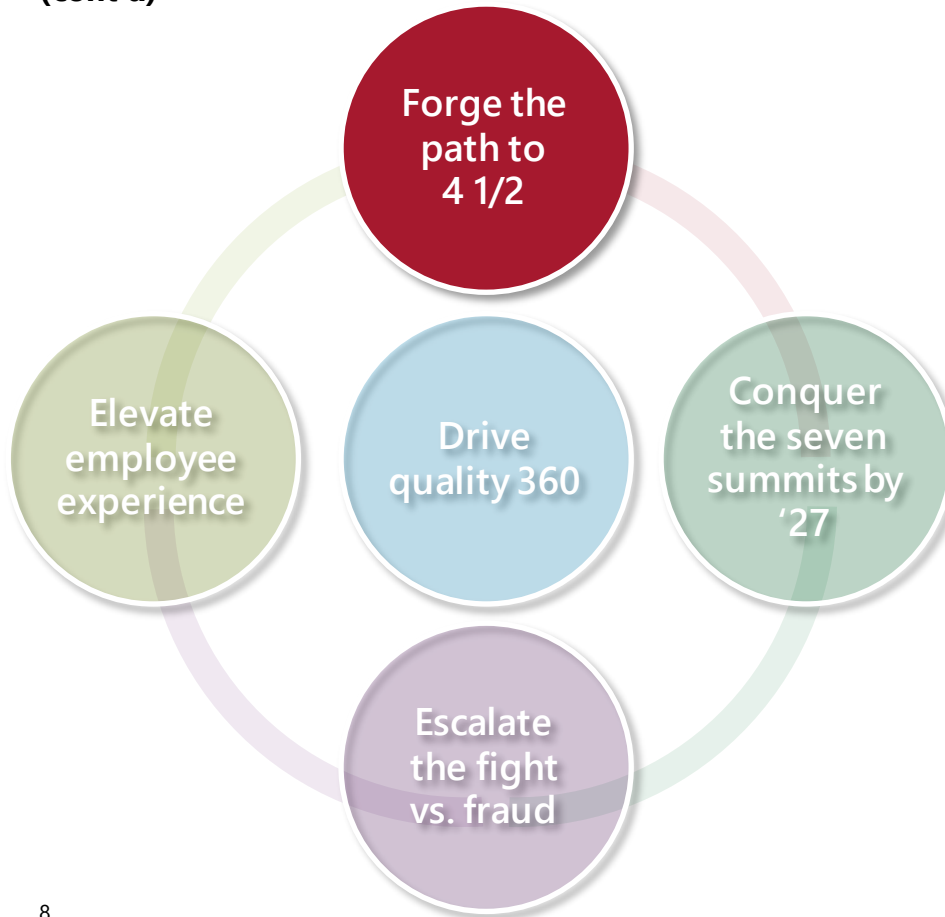 (cont'd)
Forge the
path to
4 1/2
Elevate
employee
experience
Drive
quality 360
Conquer
the seven
summits by
‘27
Escalate
the fight
vs. fraud
8